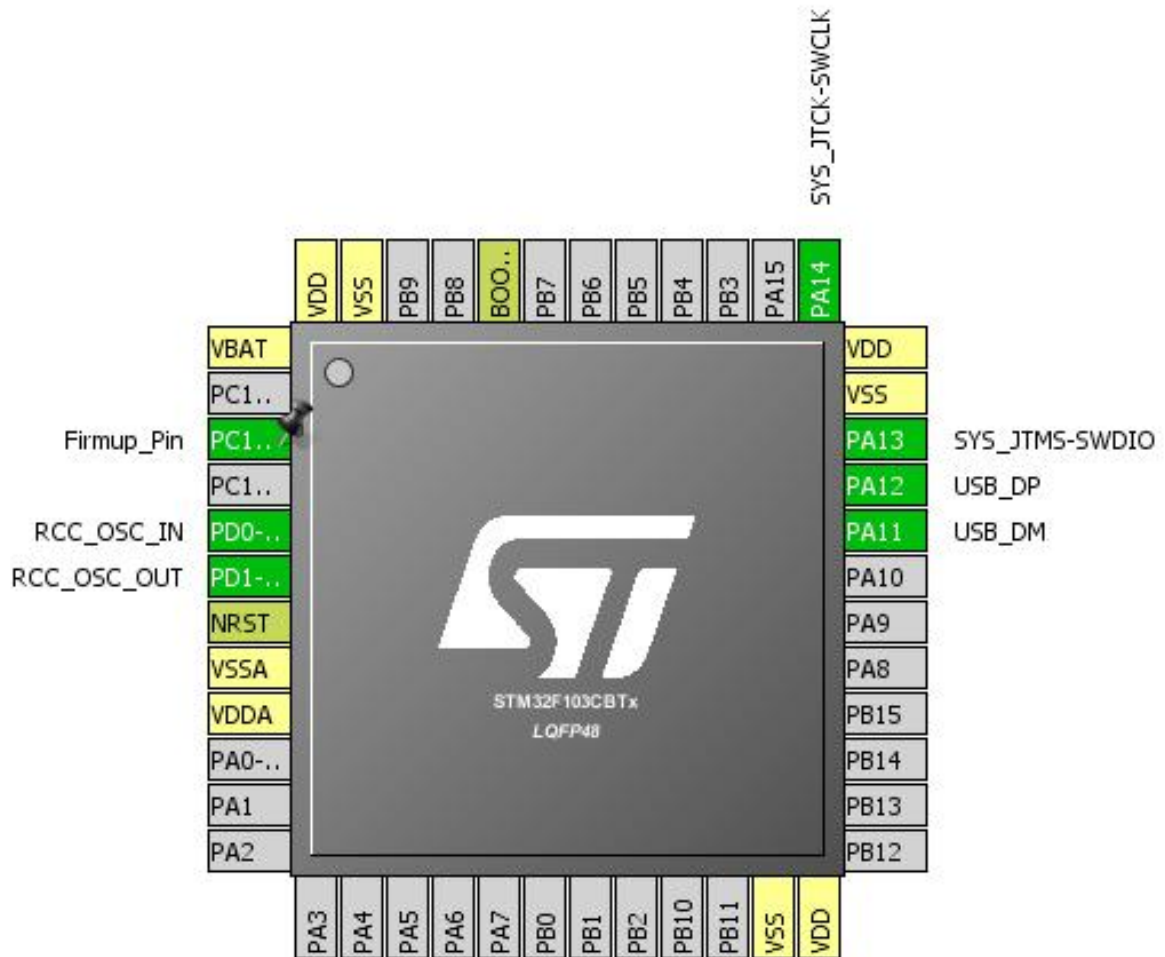 SYS_JTCK-SWCLK
VDD
VSS
PB9
PB8
BOO..
PB7
PB6
PB5
PB4
PB3
PA15
PA14
VBAT
PC1..
Firmup_Pin PC1..
PC1..
RCC_OSC_IN PD0-..
RCC_OSC_OUT PD1-..
NRST
VSSA
VDDA
PA0-..
PA1
PA2
VDD
VSS
PA13 SYS_JTMS-SWDIO
PA12 USB_DP
PA11 USB_DM
PA10
PA9
PA8
PB15
PB14
PB13
PB12
ST
STM32F103CBTx
LQFP48
PA3
PA4
PA5
PA6
PA7
PB0
PB1
PB2
PB10
PB11
VSS
VDD